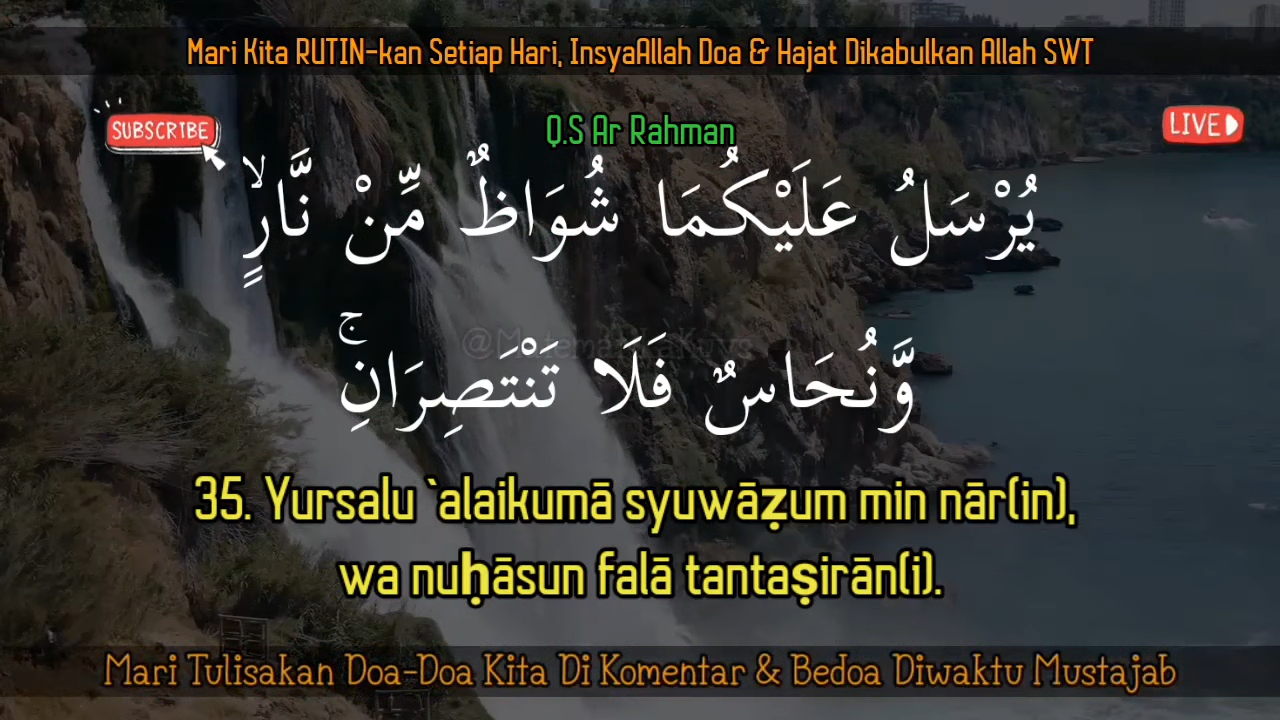 Mari Kita RUTIN-kan Setiap Hari, InsyaAllah Doa & Hajat Dikabulkan Allah SWT
SUBSCRIBE
LIVE
Q.S Ar Rahman
يُرْسَلُ عَلَيْكُمَا شُوَاظٌ مِّنْ نَّارٍۙ
وَّنُحَاسٌ فَلَا تَنْتَصِرَانِۚ
35. Yursalu `alaikumā syuwāẓum min nār(in),
wa nuḥāsun falā tantaṣirān(i).
Mari Tulisakan Doa-Doa Kita Di Komentar & Bedoa Diwaktu Mustajab